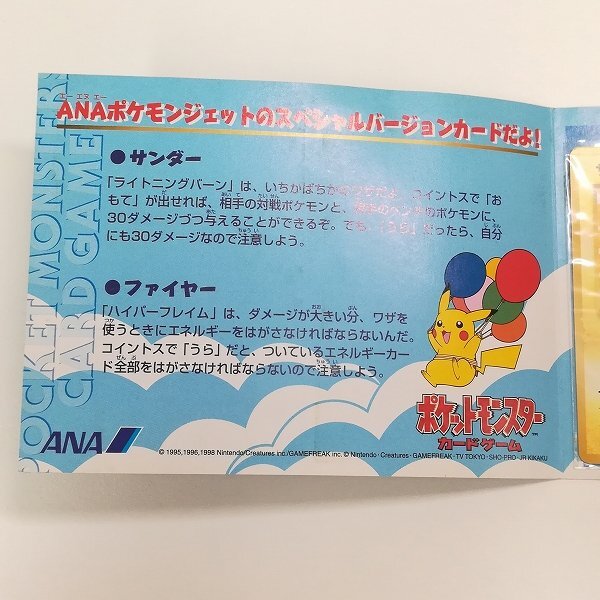 エー エヌ エー
ANAポケモンジェットのスペシャルバージョンカードだよ!
●サンダー
「ライトニングバーン」は、いちかばちかのワザだよ コイントスで「お
もて」が出せれば、相手の対戦ポケモンと、相手のベンチのポケモンに、
30ダメージづつ与えることができるぞ。でも「うら」だったら、自分
にも30ダメージなので注意しよう。
●ファイヤー
「ハイパーフレイム」は、ダメージが大きい分、ワザを
使うときにエネルギーをはがさなければならないんだ。
コイントスで「うら」だと、ついているエネルギーカー
ド全部をはがさなければならないので注意しよう。
POCKET MONSTERS
CARD GAME
ANA
ポケットモンスター
カードゲーム
TM
© 1995,1996,1998 Nintendo/Creatures inc./GAMEFREAK inc. © Nintendo・Creatures・GAMEFREAK・TV TOKYO・SHO-PRO・JR KIKAKU